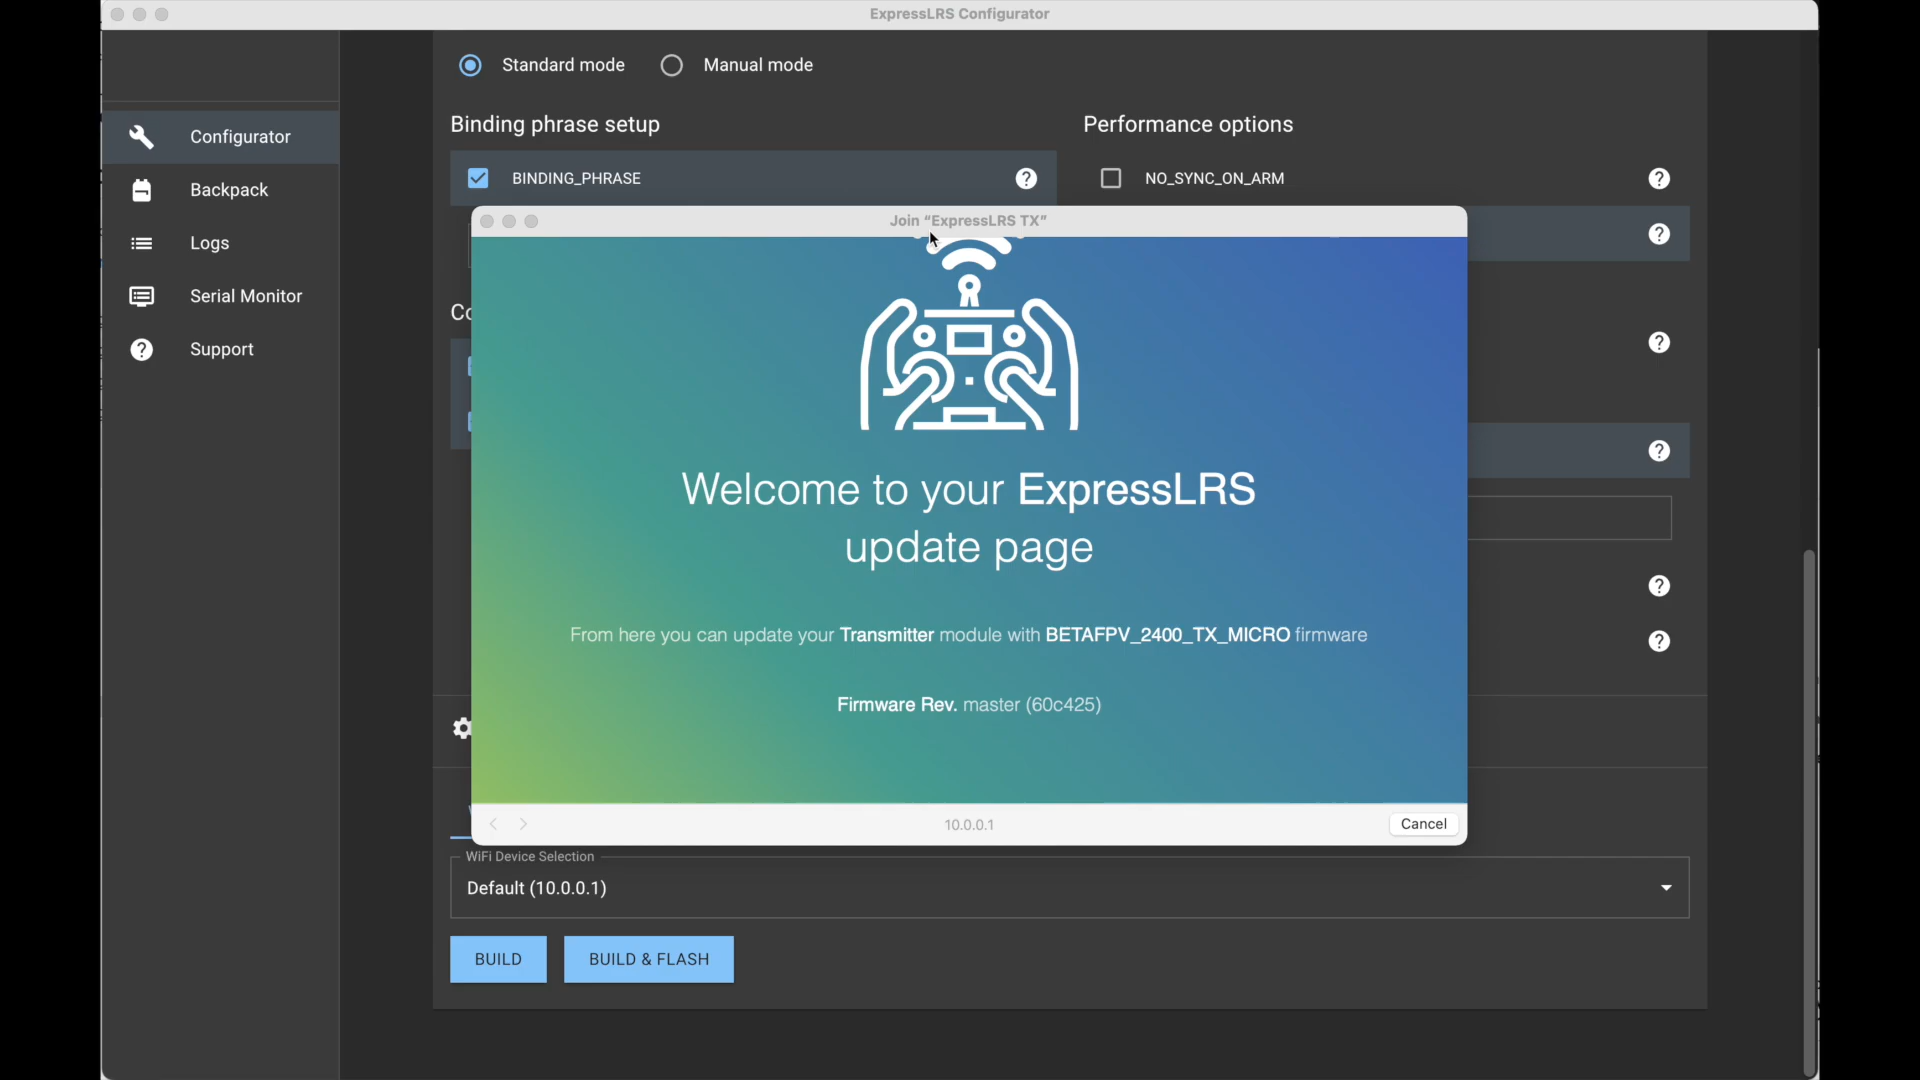 ExpressLRS Configurator
Standard mode
Manual mode
Configurator
Backpack
Logs
Serial Monitor
Support
Binding phrase setup
BINDING_PHRASE
Performance options
NO_SYNC_ON_ARM
Join “ExpressLRS TX”
Welcome to your ExpressLRS
update page
From here you can update your Transmitter module with BETAFPV_2400_TX_MICRO firmware
Firmware Rev. master (60c425)
10.0.0.1
Cancel
WiFi Device Selection
Default (10.0.0.1)
BUILD
BUILD & FLASH